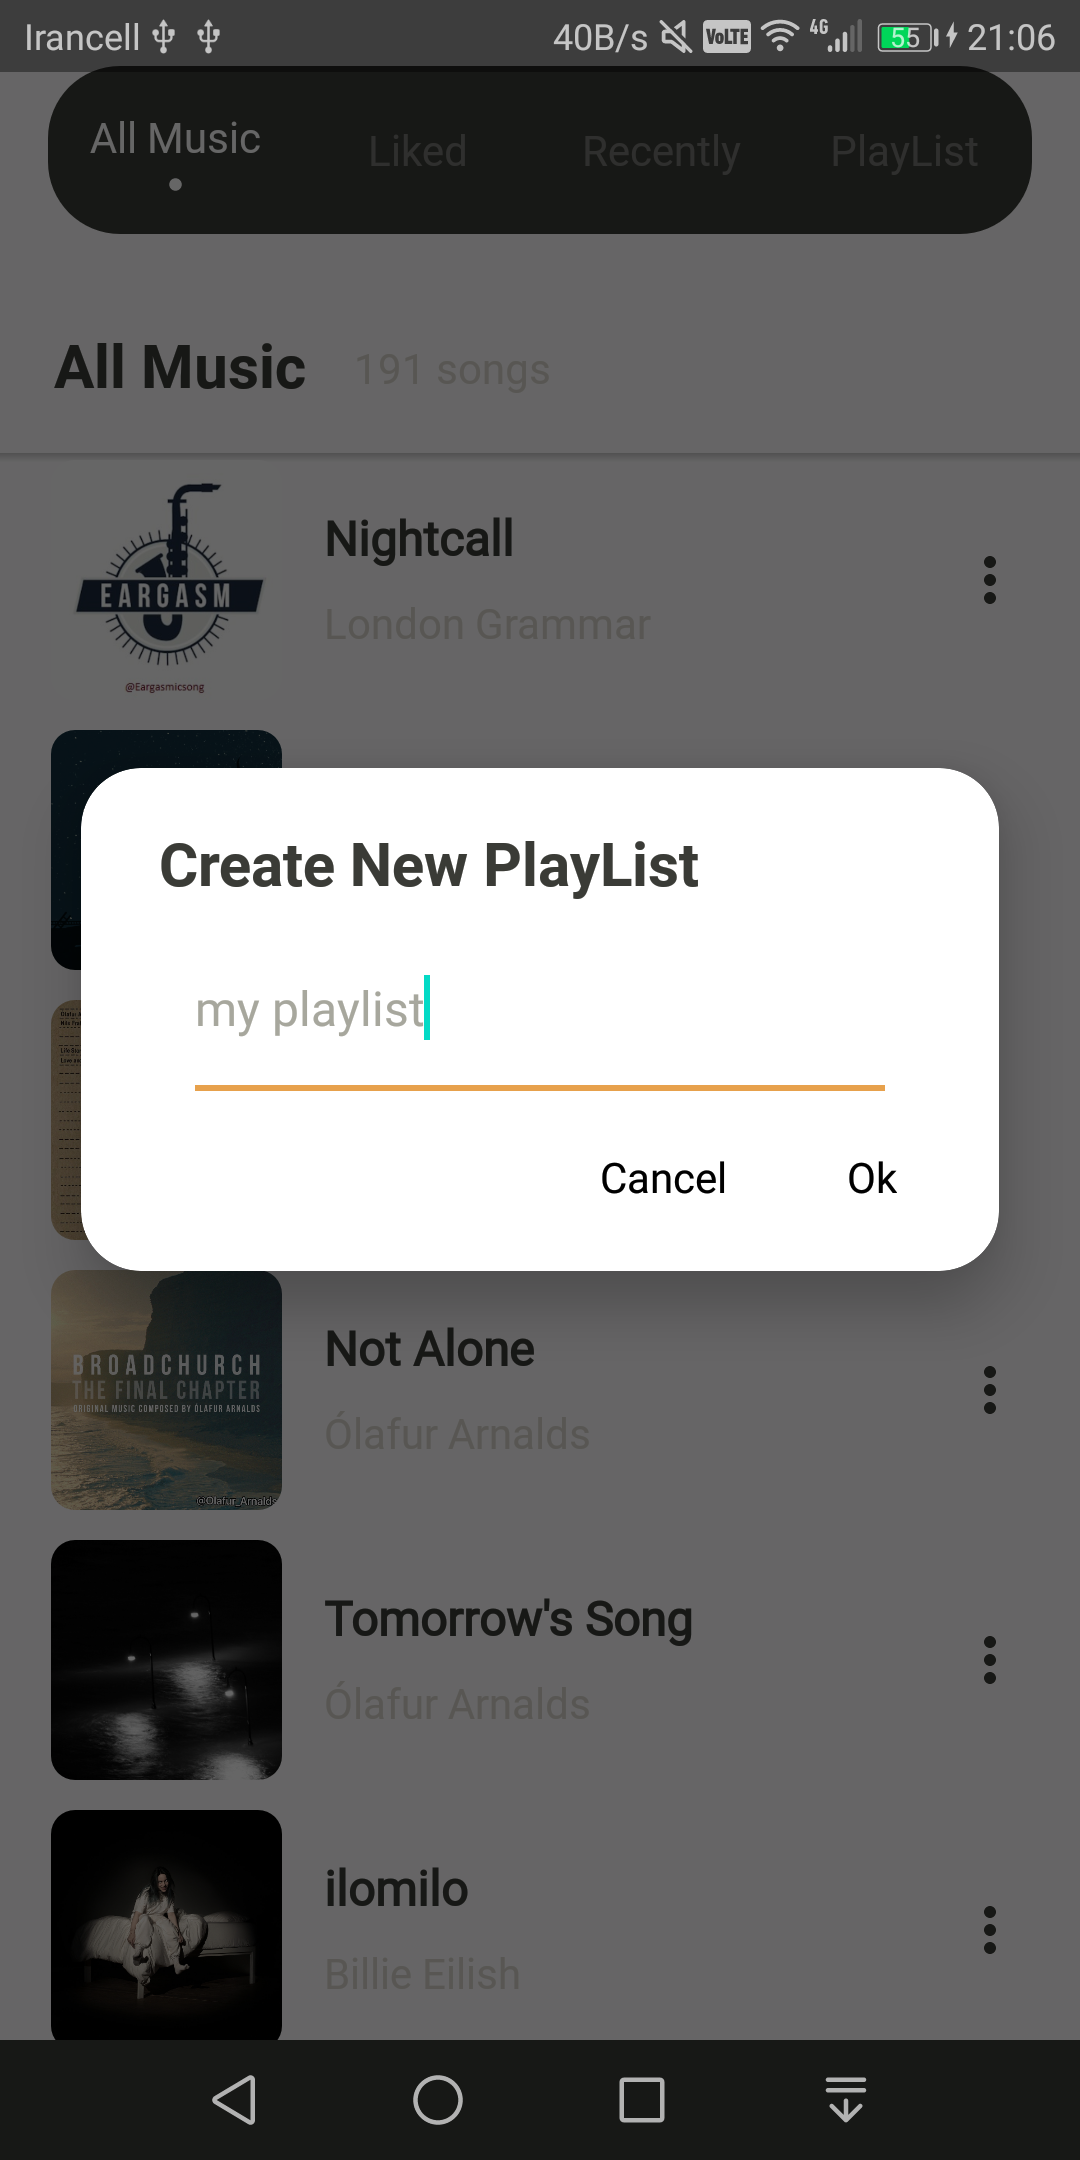 Irancell 40B/s VoLTE 4G 55 21:06
All Music Liked Recently PlayList
All Music 191 songs
EARGASM
@Eargasmicsong
Nightcall
London Grammar
Create New PlayList
my playlist
Cancel Ok
BROADCHURCH
THE FINAL CHAPTER
ORIGINAL MUSIC COMPOSED BY ÓLAFUR ARNALDS
@Olafur_Arnalds
Not Alone
Ólafur Arnalds
Tomorrow's Song
Ólafur Arnalds
ilomilo
Billie Eilish